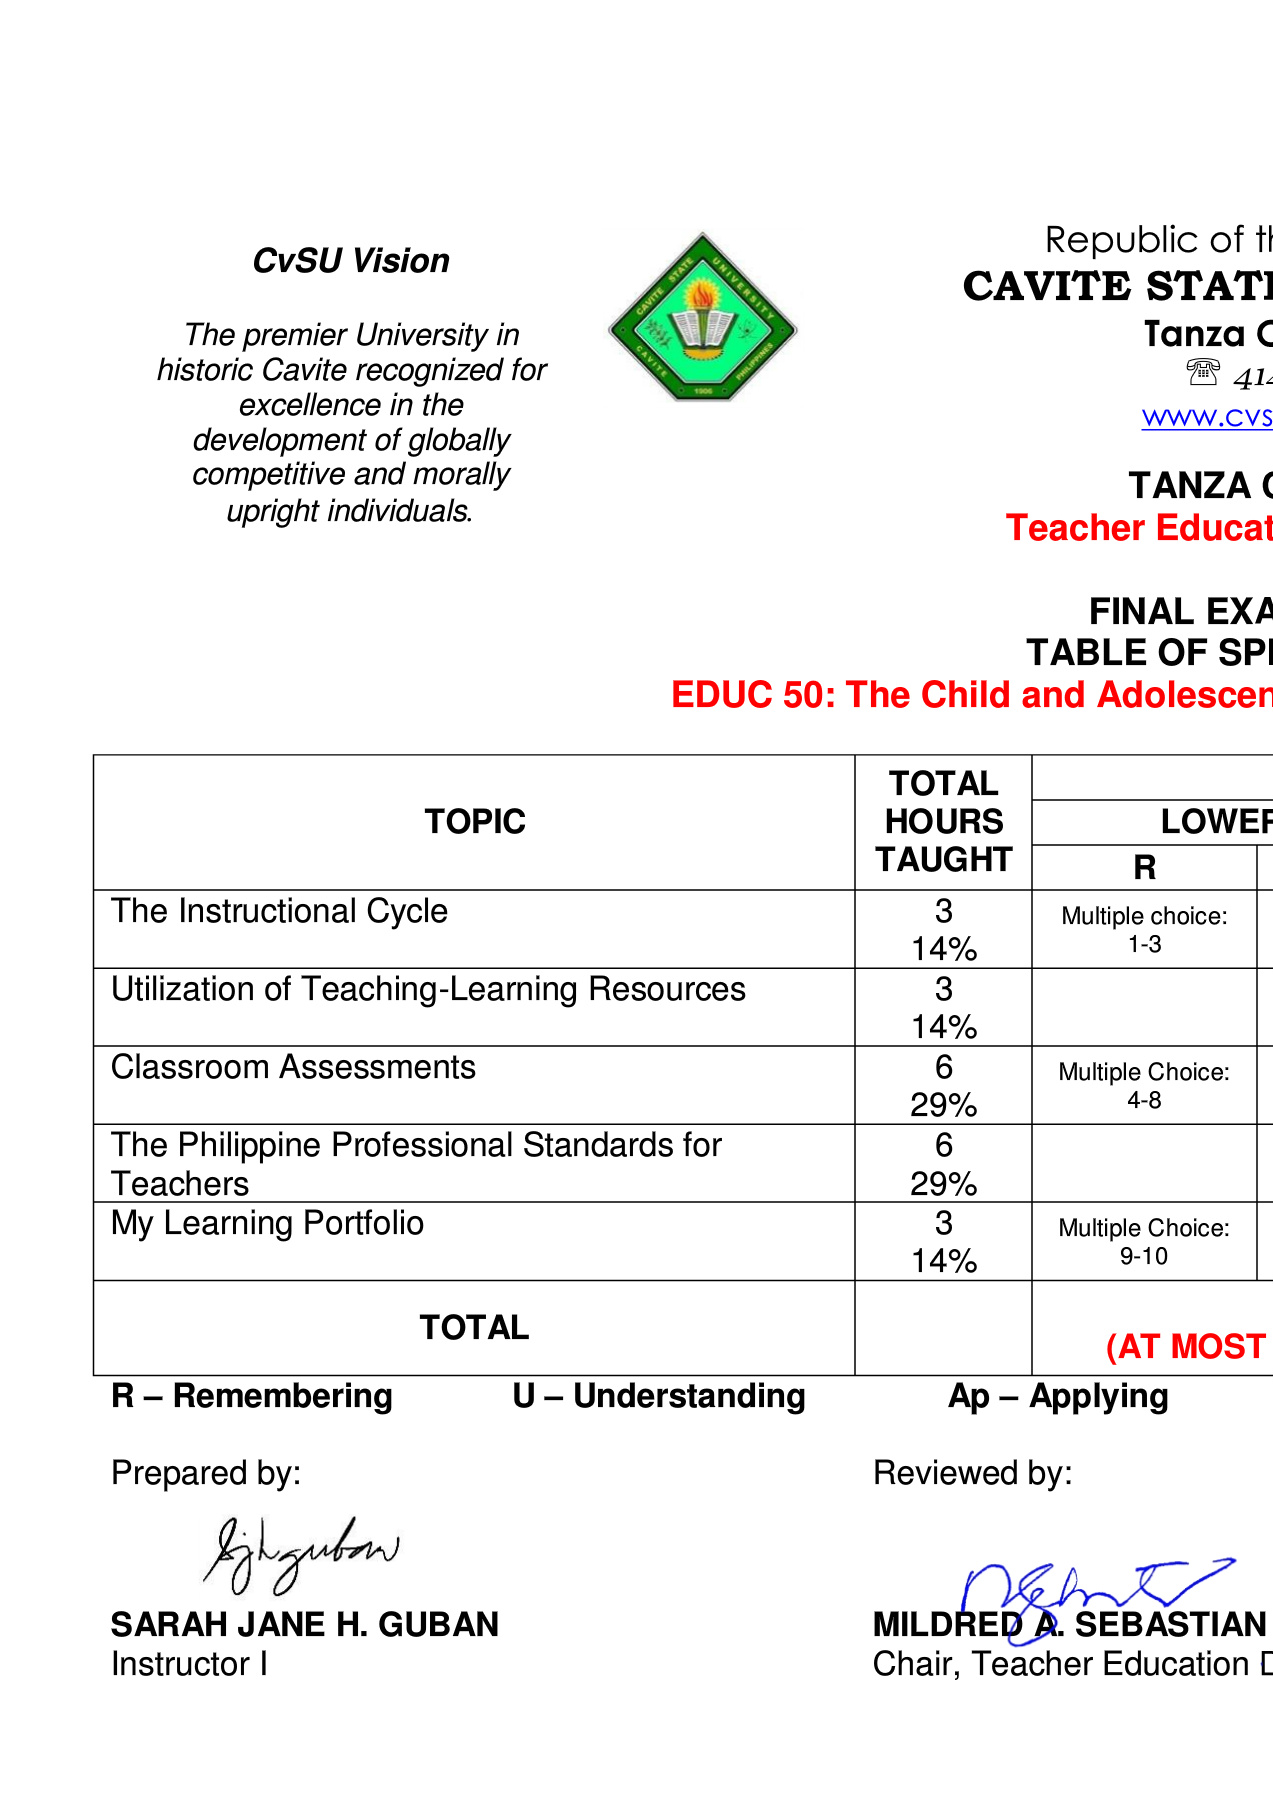 CvSU Vision
The premier University in
historic Cavite recognized for
excellence in the
development of globally
competitive and morally
upright individuals.
CAVITE STATE UNIVERSITY
CAVITE
PHILIPPINES
1906
Republic of th
CAVITE STATE
Tanza C
☏ 414
www.cvs
TANZA C
Teacher Educat
FINAL EXA
TABLE OF SPE
EDUC 50: The Child and Adolescen
TOPIC
TOTAL
HOURS
TAUGHT
LOWER
R
The Instructional Cycle
3
14%
Multiple choice:
1-3
Utilization of Teaching-Learning Resources
3
14%
Classroom Assessments
6
29%
Multiple Choice:
4-8
The Philippine Professional Standards for
Teachers
6
29%
My Learning Portfolio
3
14%
Multiple Choice:
9-10
TOTAL
(AT MOST
R – Remembering U – Understanding Ap – Applying
Prepared by:
Reviewed by:
SARAH JANE H. GUBAN
Instructor I
MILDRED A. SEBASTIAN
Chair, Teacher Education D